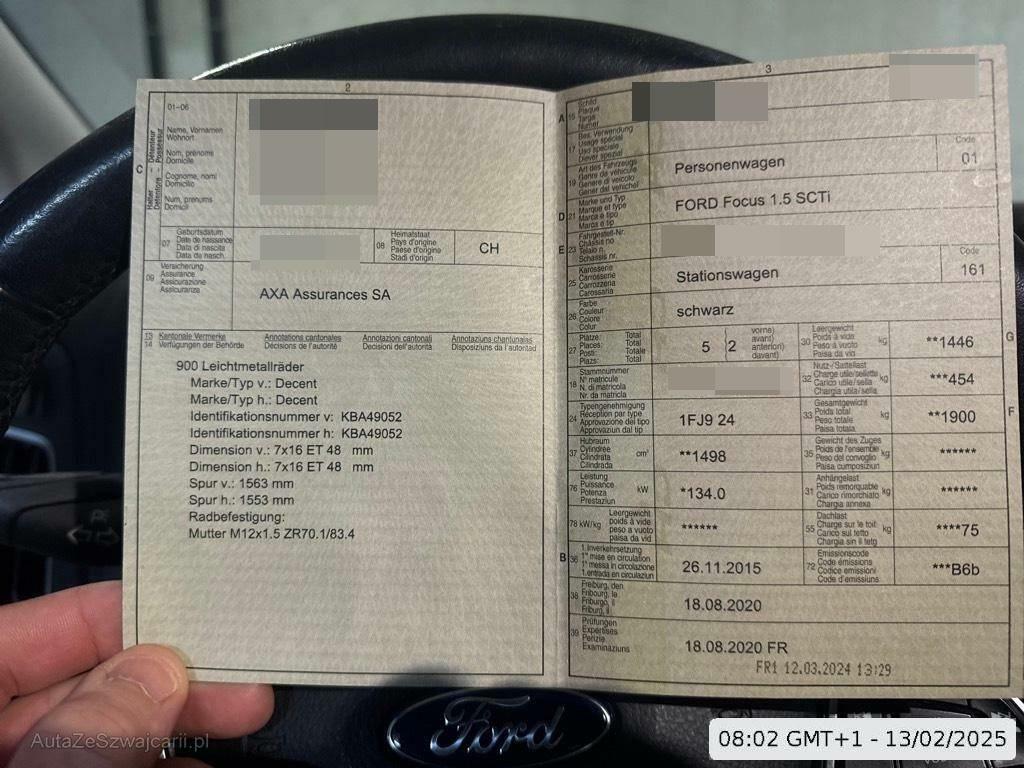 2
01-06
Name, Vornamen
Wohnort
Nom, prénoms
Domicile
Cognome, nomi
Domicilio
Num, prenums
Domicil
C
Halter - Détenteur
Detentore - Possessur
07
Geburtsdatum
Date de naissance
Data di nascita
Data da nasch.
08
Heimatstaat
Pays d'origine
Paese d'origine
Stadi d'origin
CH
09
Versicherung
Assurance
Assicurazione
Assicuranza
AXA Assurances SA
13 Kantonale Vermerke Annotations cantonales Annotazioni cantonali Annotaziuns chantunalas
14 Verfügungen der Behörde Décisions de l'autorité Decisioni dell'autorità Disposiziuns da l'autoritad
900 Leichtmetallräder
Marke/Typ v.: Decent
Marke/Typ h.: Decent
Identifikationsnummer v: KBA49052
Identifikationsnummer h: KBA49052
Dimension v.: 7x16 ET 48 mm
Dimension h.: 7x16 ET 48 mm
Spur v.: 1563 mm
Spur h.: 1553 mm
Radbefestigung:
Mutter M12x1.5 ZR70.1/83.4
3
A 15
Schild
Plaque
Targa
Numer
17
Bes. Verwendung
Usage spécial
Uso speciale
Diever spezial
19
Art des Fahrzeugs
Genre de véhicule
Genere di veicolo
Gener dal vehichel
Personenwagen
Code
01
D 21
Marke und Typ
Marque et type
Marca e tipo
Marca e tip
FORD Focus 1.5 SCTi
E 23
Fahrgestell-Nr.
Châssis no
Telaio n.
Schassis nr.
25
Karosserie
Carrosserie
Carrozzeria
Carossaria
Stationswagen
Code
161
26
Farbe
Couleur
Colore
Colur
schwarz
27
Plätze: Total
Places: Total
Posti: Totale
Plazs: Total
5 2
vorne)
avant)
anteriori)
davant)
30
Leergewicht
Poids à vide
Peso a vuoto
Paisa da vid
kg
**1446
G
18
Stammnummer
N° matricule
N. di matricola
Nr. da matricla
32
Nutz-/Sattellast
Charge utile/sellette
Carico utile/sella
Chargia utila/sella
kg
***454
24
Typengenehmigung
Réception par type
Approvazione del tipo
Approvaziun dal tip
1FJ9 24
33
Gesamtgewicht
Poids total
Peso totale
Paisa totala
kg
**1900
F
37
Hubraum
Cylindrée
Cilindrata
Cilindrada
cm³
**1498
35
Gewicht des Zuges
Poids de l'ensemble
Peso del convoglio
Paisa cumposiziun
kg
******
76
Leistung
Puissance
Potenza
Prestaziun
kW
*134.0
31
Anhängelast
Poids remorquable
Carico rimorchiato
Chargia annexa
kg
******
78 kW/kg
Leergewicht
poids à vide
peso a vuoto
paisa da vid
******
55
Dachlast
Charge sur le toit
Carico sul tetto
Chargia sin il tetg
kg
****75
B 36
1. Inverkehrsetzung
1re mise en circulation
1a messa in circolazione
1. entrada en circulaziun
26.11.2015
72
Emissionscode
Code émissions
Codice emissioni
Code d'emissiuns
***B6b
38
Freiburg, den
Fribourg, le
Friburgo, il
Friburg, il
18.08.2020
39
Prüfungen
Expertises
Perizie
Examinaziuns
18.08.2020 FR
FR1 12.03.2024 13:29
Ford
AutaZeSzwajcarii.pl
08:02 GMT+1 - 13/02/2025